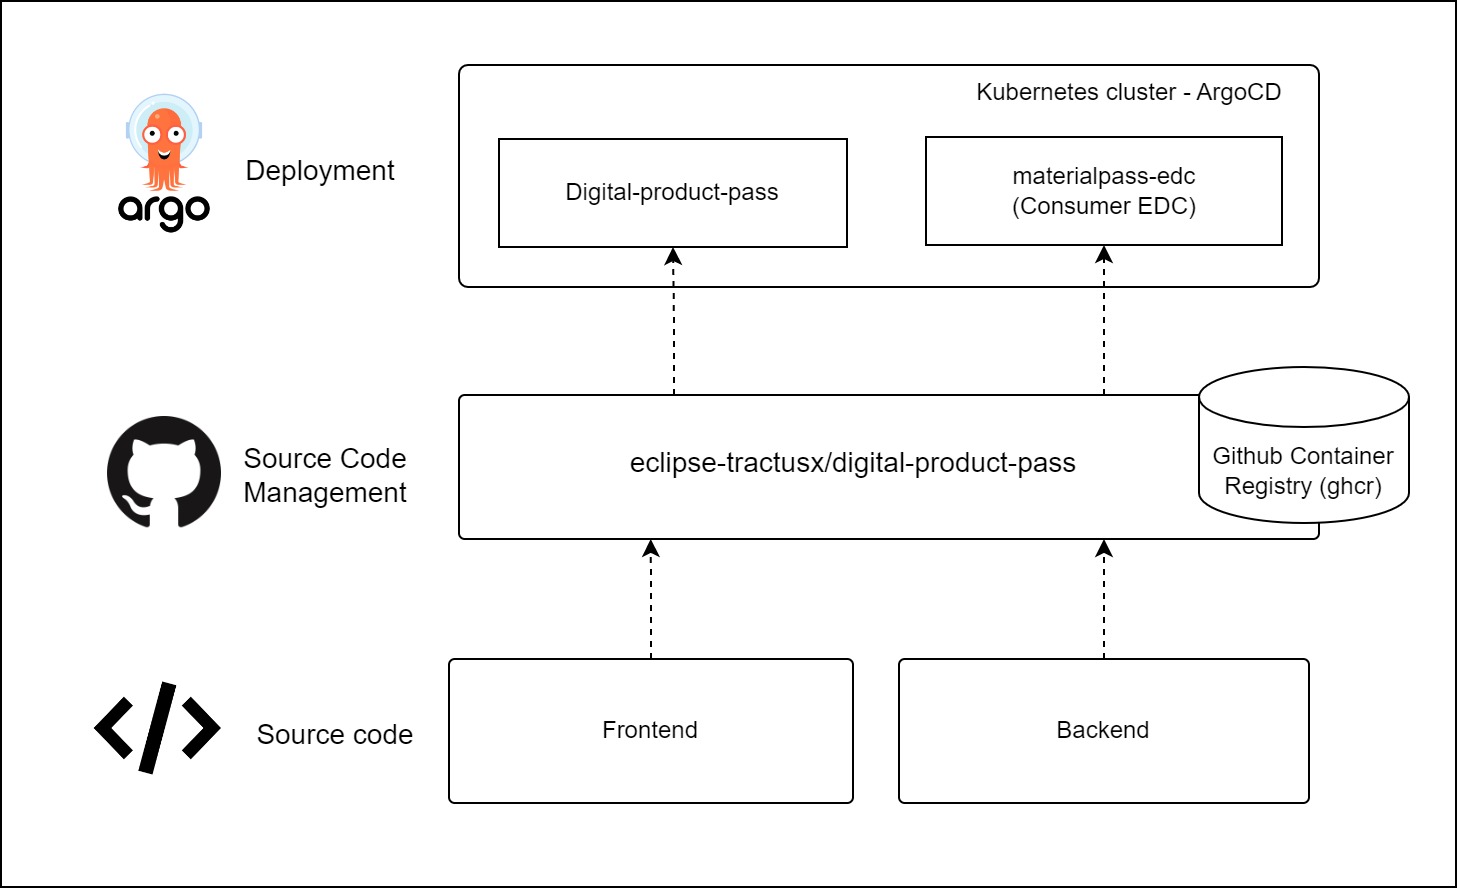 Kubernetes cluster - ArgoCD
argo
Deployment
Digital-product-pass
materialpass-edc
(Consumer EDC)
Source Code
Management
eclipse-tractusx/digital-product-pass
Github Container
Registry (ghcr)
Source code
Frontend
Backend